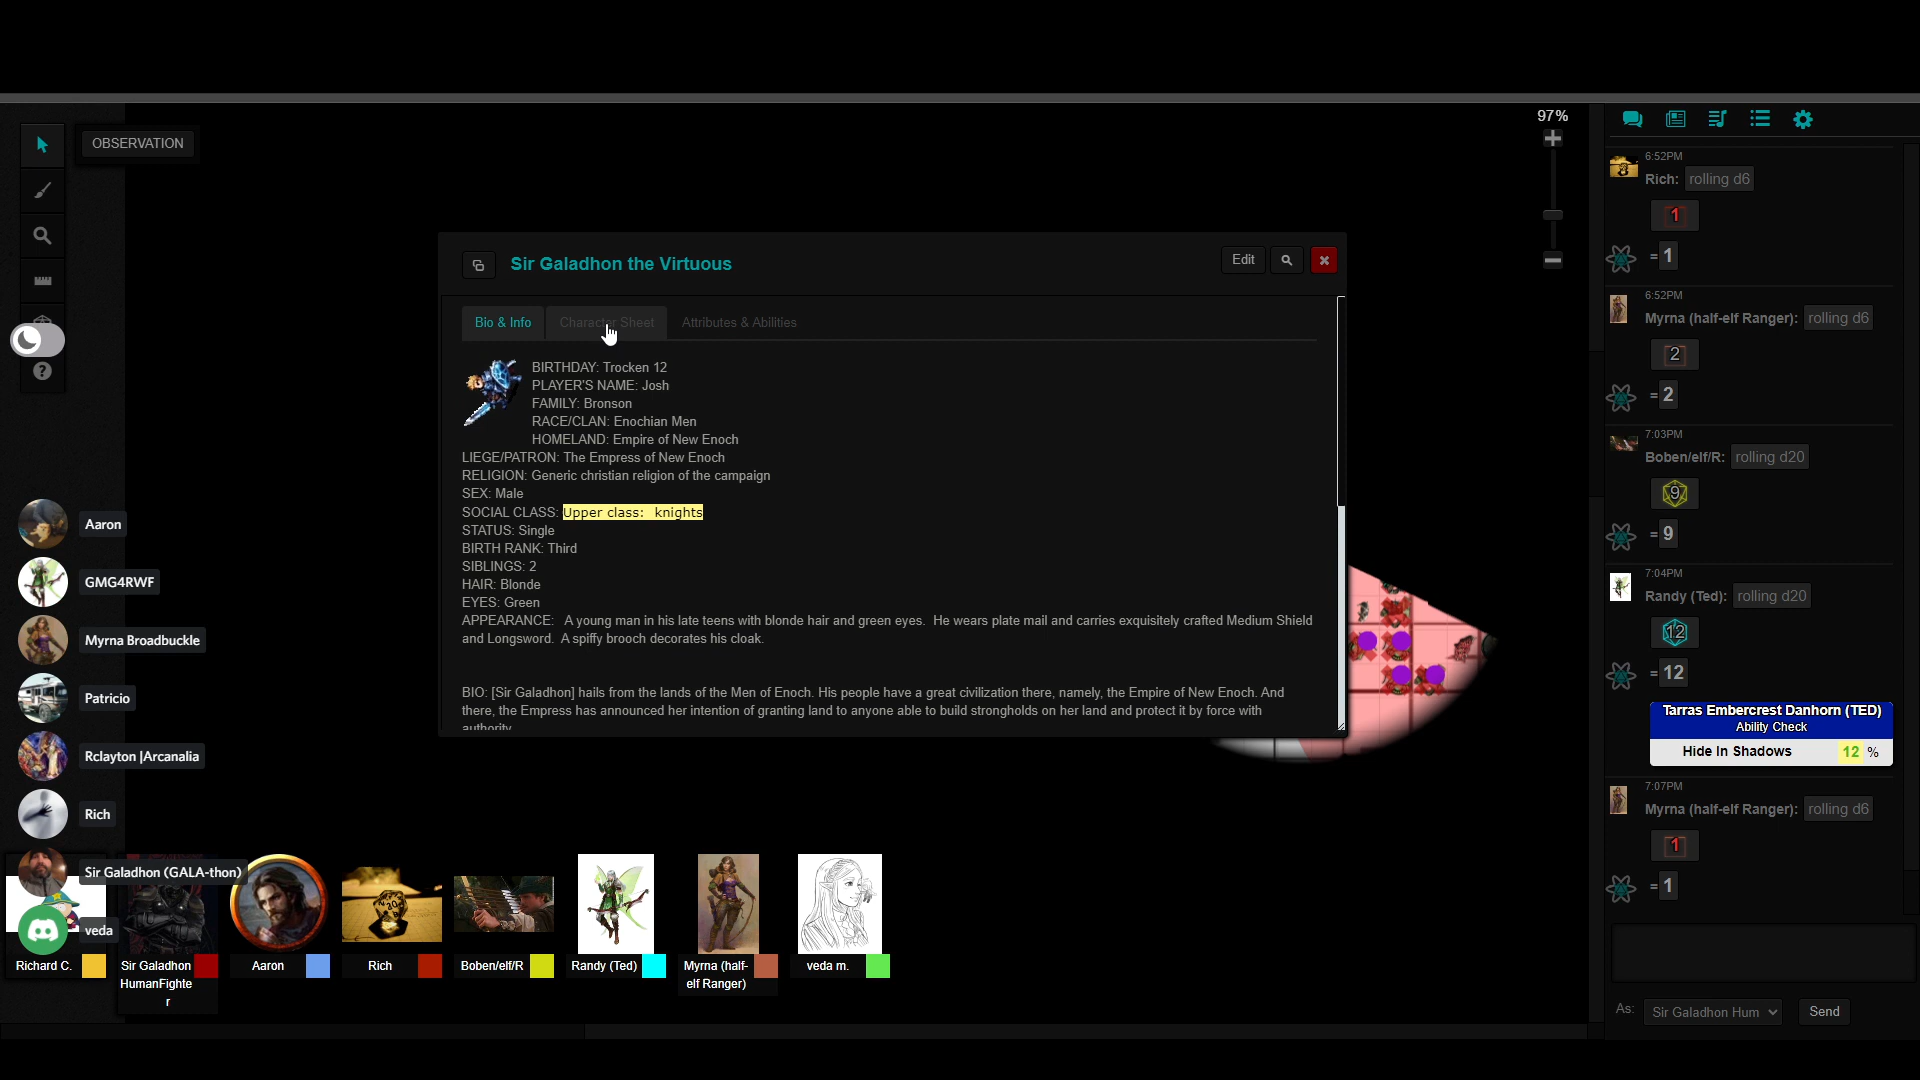 97%
OBSERVATION
Sir Galadhon the Virtuous
Edit
Bio & Info
Character Sheet
Attributes & Abilities
BIRTHDAY: Trocken 12
PLAYER'S NAME: Josh
FAMILY: Bronson
RACE/CLAN: Enochian Men
HOMELAND: Empire of New Enoch
LIEGE/PATRON: The Empress of New Enoch
RELIGION: Generic christian religion of the campaign
SEX: Male
SOCIAL CLASS: Upper class: knights
STATUS: Single
BIRTH RANK: Third
SIBLINGS: 2
HAIR: Blonde
EYES: Green
APPEARANCE: A young man in his late teens with blonde hair and green eyes. He wears plate mail and carries exquisitely crafted Medium Shield
and Longsword. A spiffy brooch decorates his cloak.
BIO: [Sir Galadhon] hails from the lands of the Men of Enoch. His people have a great civilization there, namely, the Empire of New Enoch. And
there, the Empress has announced her intention of granting land to anyone able to build strongholds on her land and protect it by force with
authority
Aaron
GMG4RWF
Myrna Broadbuckle
Patricio
Rclayton |Arcanalia
Rich
Sir Galadhon (GALA-thon)
veda
Richard C.
Sir Galadhon
HumanFighte
r
Aaron
Rich
Boben/elf/R
Randy (Ted)
Myrna (half-
elf Ranger)
veda m.
6:52PM
Rich: rolling d6
1
=1
6:52PM
Myrna (half-elf Ranger): rolling d6
2
=2
7:03PM
Boben/elf/R: rolling d20
9
=9
7:04PM
Randy (Ted): rolling d20
12
=12
Tarras Embercrest Danhorn (TED)
Ability Check
Hide In Shadows 12 %
7:07PM
Myrna (half-elf Ranger): rolling d6
1
=1
As: Sir Galadhon Hum
Send